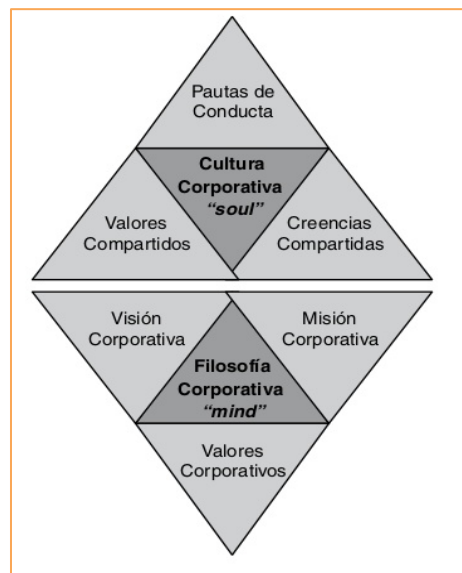 Pautas de
Conducta
Cultura
Corporativa
“soul”
Valores
Compartidos
Creencias
Compartidas
Visión
Corporativa
Misión
Corporativa
Filosofía
Corporativa
“mind”
Valores
Corporativos